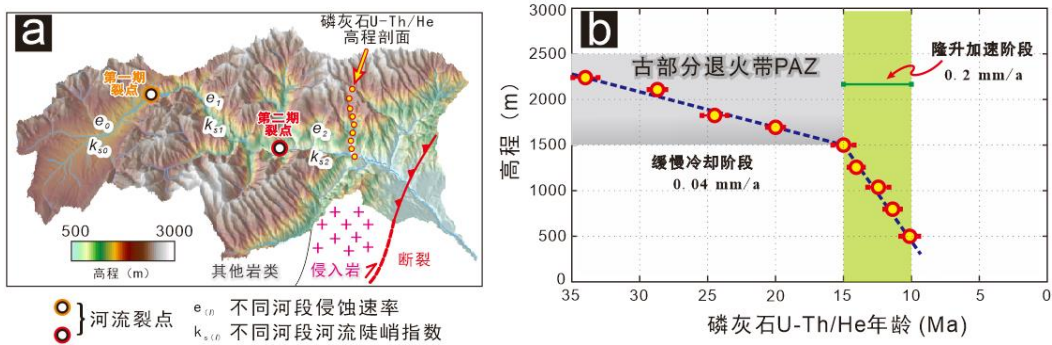 a
磷灰石U-Th/He
高程剖面
第一期
裂点
e₁
e₀
kₛ₁
第二期
裂点
e₂
kₛ₀
kₛ₂
500 3000
高程（m）
其他岩类
侵入岩
断裂
河流裂点
e₍ᵢ₎ 不同河段侵蚀速率
kₛ₍ᵢ₎ 不同河段河流陡峭指数
b
高程（m）
3000
2500
2000
1500
1000
500
0
古部分退火带PAZ
隆升加速阶段
0.2 mm/a
缓慢冷却阶段
0.04 mm/a
35 30 25 20 15 10 5 0
磷灰石U-Th/He年龄 (Ma)